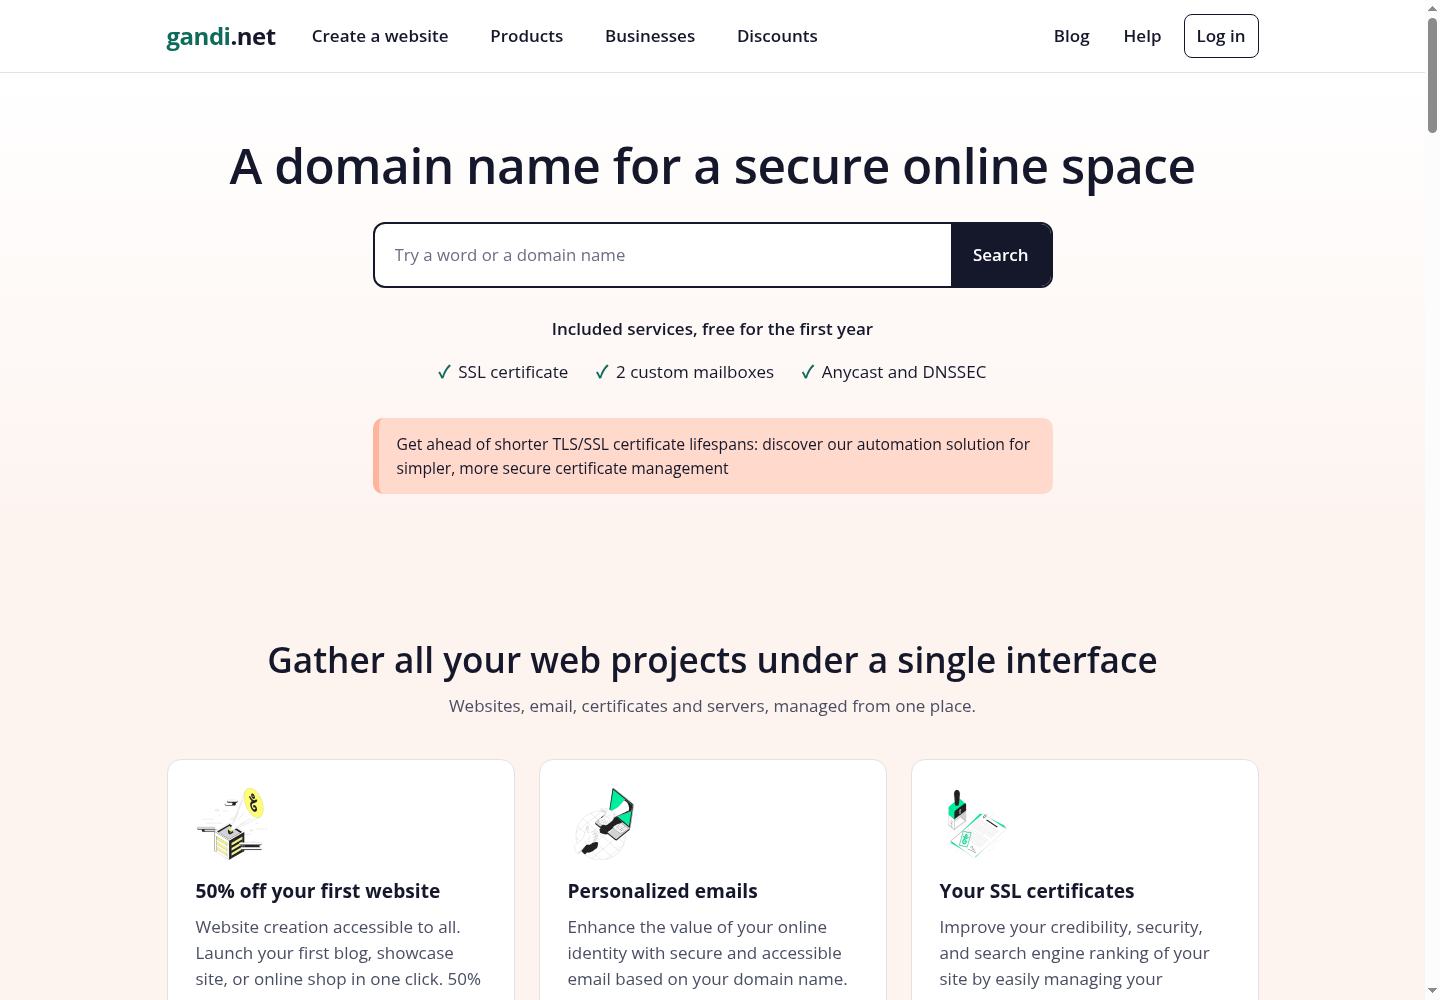 gandi.net
Create a website
Products
Businesses
Discounts
Blog
Help
Log in
A domain name for a secure online space
Try a word or a domain name
Search
Included services, free for the first year
✓ SSL certificate
✓ 2 custom mailboxes
✓ Anycast and DNSSEC
Get ahead of shorter TLS/SSL certificate lifespans: discover our automation solution for
simpler, more secure certificate management
Gather all your web projects under a single interface
Websites, email, certificates and servers, managed from one place.
50% off your first website
Website creation accessible to all.
Launch your first blog, showcase
site, or online shop in one click. 50%
Personalized emails
Enhance the value of your online
identity with secure and accessible
email based on your domain name.
Your SSL certificates
Improve your credibility, security,
and search engine ranking of your
site by easily managing your